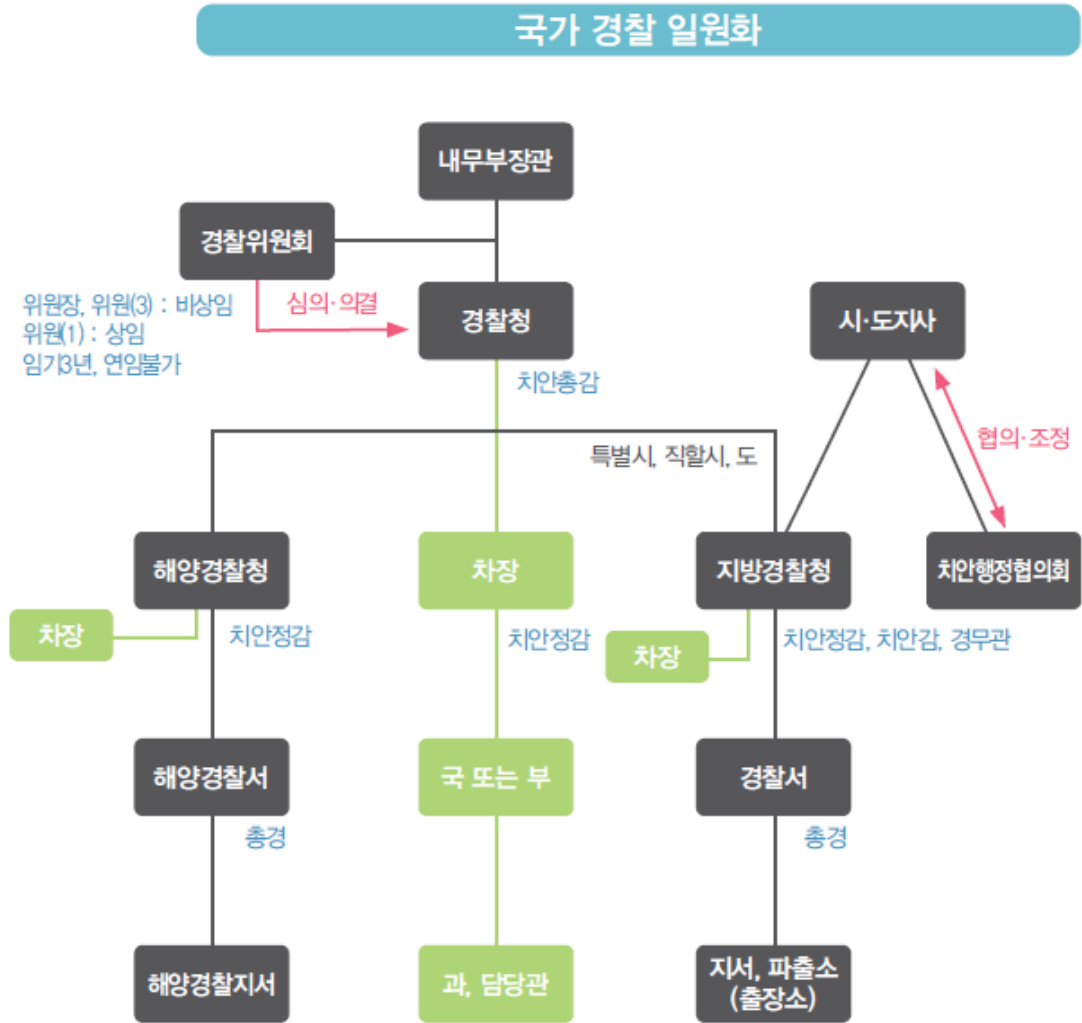 국가 경찰 일원화
내무부장관
경찰위원회
위원장, 위원(3) : 비상임
위원(1) : 상임
임기3년, 연임불가
심의·의결
경찰청
치안총감
시·도지사
협의·조정
특별시, 직할시, 도
해양경찰청
차장
치안정감
차장
치안정감
지방경찰청
차장
치안정감, 치안감, 경무관
치안행정협의회
해양경찰서
총경
국 또는 부
경찰서
총경
해양경찰지서
과, 담당관
지서, 파출소
(출장소)